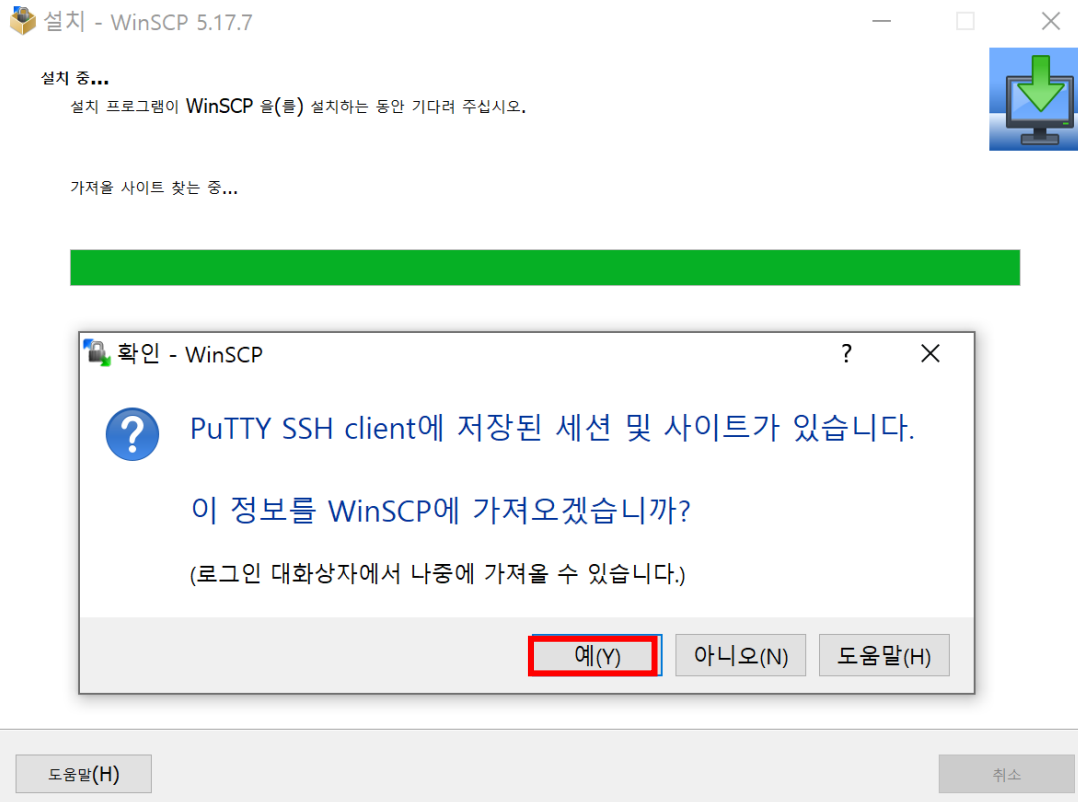 설치 - WinSCP 5.17.7
설치 중...
설치 프로그램이 WinSCP 을(를) 설치하는 동안 기다려 주십시오.
가져올 사이트 찾는 중...
확인 - WinSCP
?
PuTTY SSH client에 저장된 세션 및 사이트가 있습니다.
이 정보를 WinSCP에 가져오겠습니까?
(로그인 대화상자에서 나중에 가져올 수 있습니다.)
예(Y) 아니오(N) 도움말(H)
도움말(H) 취소